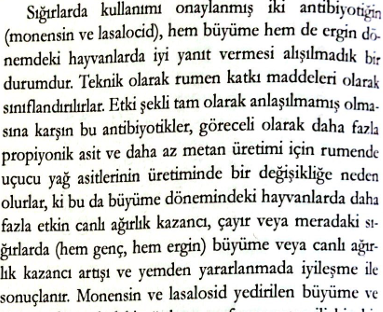 Sığırlarda kullanımı onaylanmış iki antibiyotiğin
(monensin ve lasalocid), hem büyüme hem de ergin dö-
nemdeki hayvanlarda iyi yanıt vermesi alışılmadık bir
durumdur. Teknik olarak rumen katkı maddeleri olarak
sınıflandırılırlar. Etki şekli tam olarak anlaşılmamış olma-
sına karşın bu antibiyotikler, göreceli olarak daha fazla
propiyonik asit ve daha az metan üretimi için rumende
uçucu yağ asitlerinin üretiminde bir değişikliğe neden
olurlar, ki bu da büyüme dönemindeki hayvanlarda daha
fazla etkin canlı ağırlık kazancı, çayır veya meradaki sı-
ğırlarda (hem genç, hem ergin) büyüme veya canlı ağır-
lık kazancı artışı ve yemden yararlanmada iyileşme ile
sonuçlanır. Monensin ve lasalosid yedirilen büyüme ve